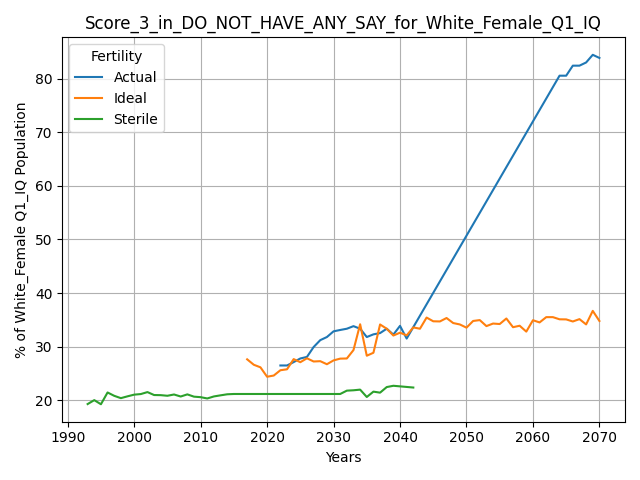 Score_3_in_DO_NOT_HAVE_ANY_SAY_for_White_Female_Q1_IQ
Fertility
Actual
Ideal
Sterile
% of White_Female Q1_IQ Population
80
70
60
50
40
30
20
1990 2000 2010 2020 2030 2040 2050 2060 2070
Years